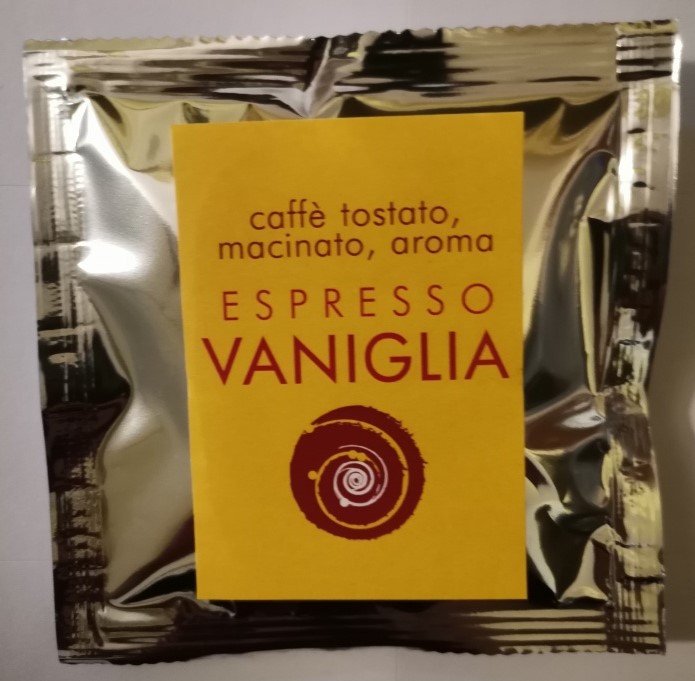 caffè tostato,
macinato, aroma
ESPRESSO
VANIGLIA